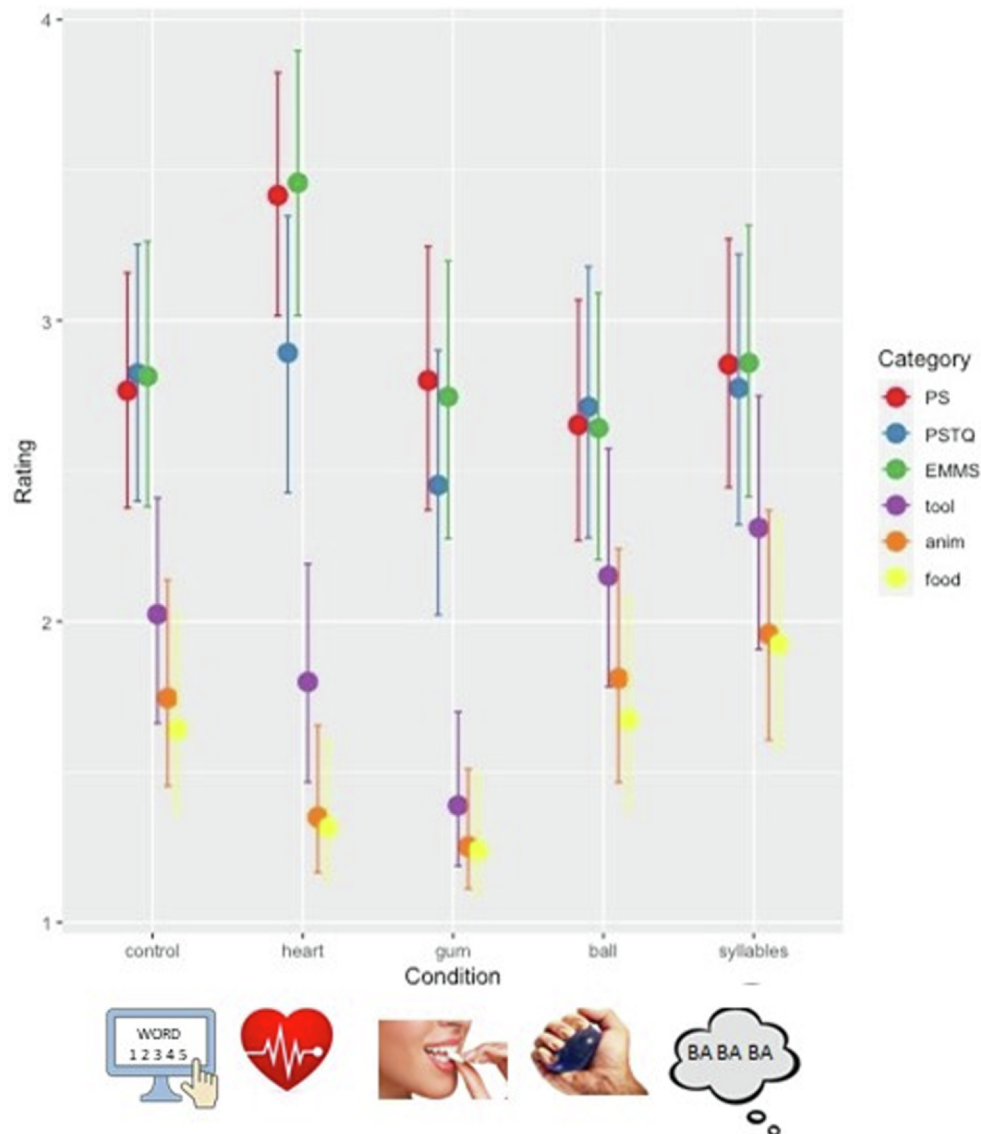 4
3
2
1
Rating
control heart gum ball syllables
Condition
Category
PS
PSTQ
EMMS
tool
anim
food
WORD
1 2 3 4 5
BA BA BA